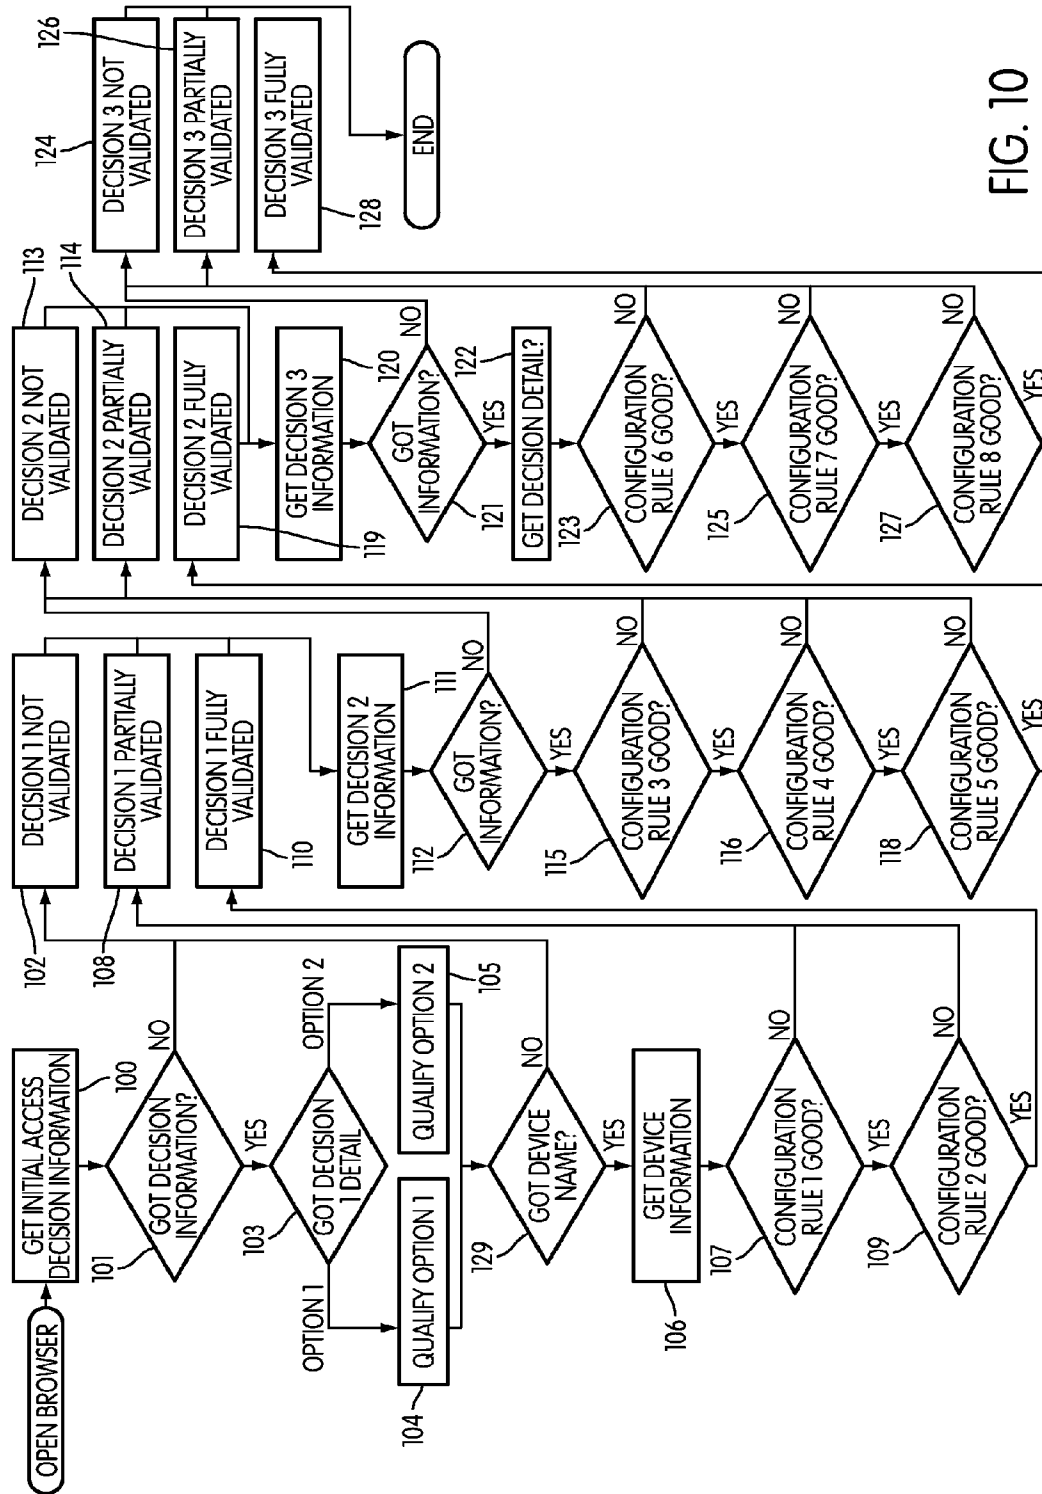 OPEN BROWSER
GET INITIAL ACCESS
DECISION INFORMATION
100
GOT DECISION
INFORMATION?
101
NO
YES
GOT DECISION
1 DETAIL
103
OPTION 1
OPTION 2
QUALIFY OPTION 1
104
QUALIFY OPTION 2
105
GOT DEVICE
NAME?
129
NO
YES
GET DEVICE
INFORMATION
106
CONFIGURATION
RULE 1 GOOD?
107
NO
YES
CONFIGURATION
RULE 2 GOOD?
109
NO
YES
DECISION 1 NOT
VALIDATED
102
DECISION 1 PARTIALLY
VALIDATED
108
DECISION 1 FULLY
VALIDATED
110
GET DECISION 2
INFORMATION
111
GOT
INFORMATION?
112
NO
YES
CONFIGURATION
RULE 3 GOOD?
115
NO
YES
CONFIGURATION
RULE 4 GOOD?
116
NO
YES
CONFIGURATION
RULE 5 GOOD?
118
NO
YES
DECISION 2 NOT
VALIDATED
113
DECISION 2 PARTIALLY
VALIDATED
114
DECISION 2 FULLY
VALIDATED
119
GET DECISION 3
INFORMATION
120
GOT
INFORMATION?
121
NO
YES
GET DECISION DETAIL?
122
CONFIGURATION
RULE 6 GOOD?
123
NO
YES
CONFIGURATION
RULE 7 GOOD?
125
NO
YES
CONFIGURATION
RULE 8 GOOD?
127
NO
YES
DECISION 3 NOT
VALIDATED
124
DECISION 3 PARTIALLY
VALIDATED
126
DECISION 3 FULLY
VALIDATED
128
END
FIG. 10